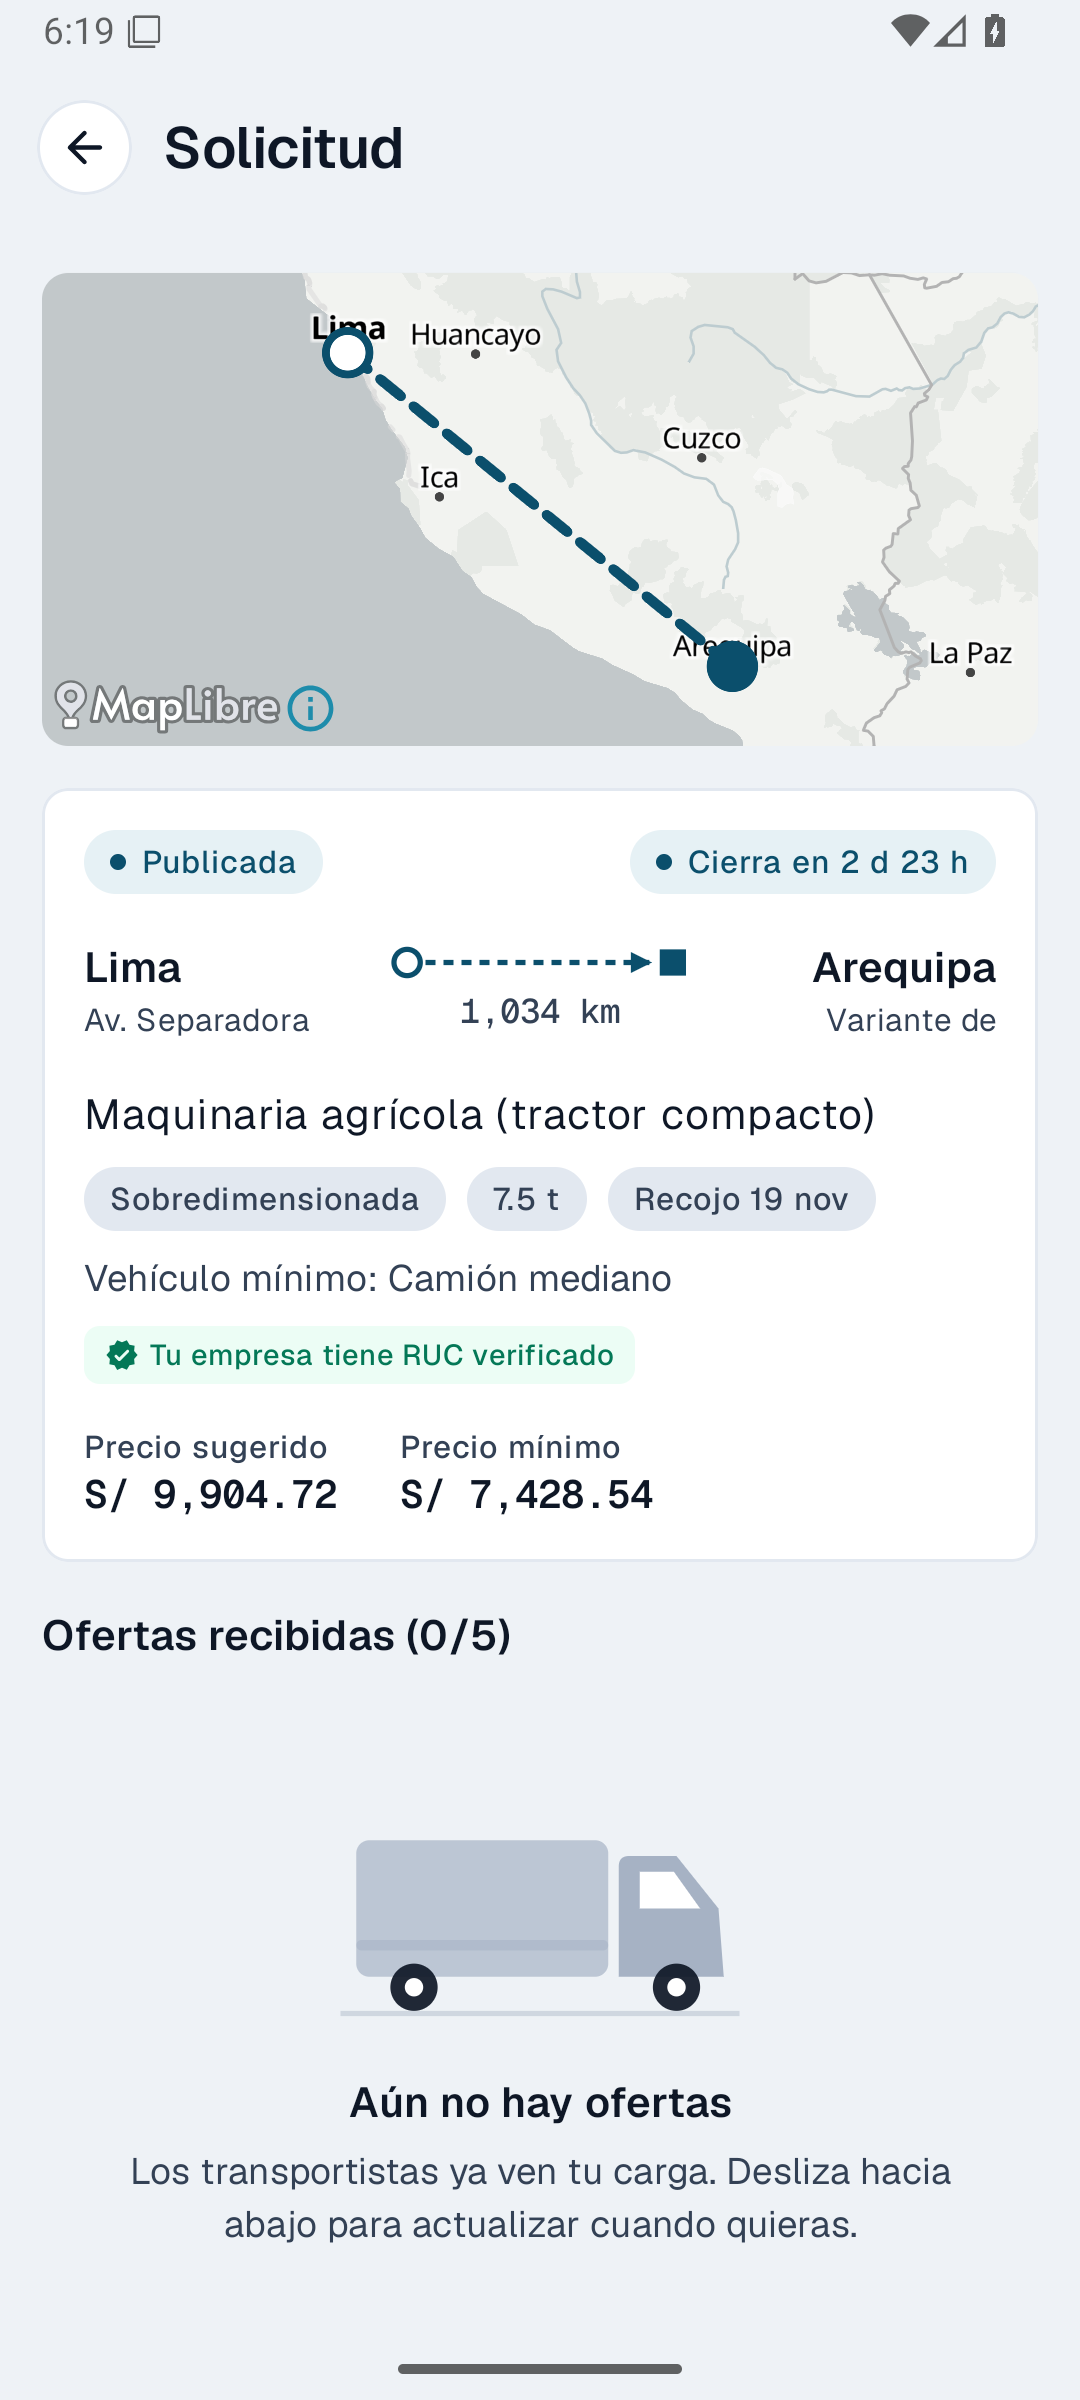 6:19
Solicitud
Lima
Huancayo
Cuzco
Ica
Arequipa
La Paz
MapLibre
Publicada
Cierra en 2 d 23 h
Lima
Arequipa
Av. Separadora
1,034 km
Variante de
Maquinaria agrícola (tractor compacto)
Sobredimensionada
7.5 t
Recojo 19 nov
Vehículo mínimo: Camión mediano
Tu empresa tiene RUC verificado
Precio sugerido
Precio mínimo
S/ 9,904.72
S/ 7,428.54
Ofertas recibidas (0/5)
Aún no hay ofertas
Los transportistas ya ven tu carga. Desliza hacia
abajo para actualizar cuando quieras.